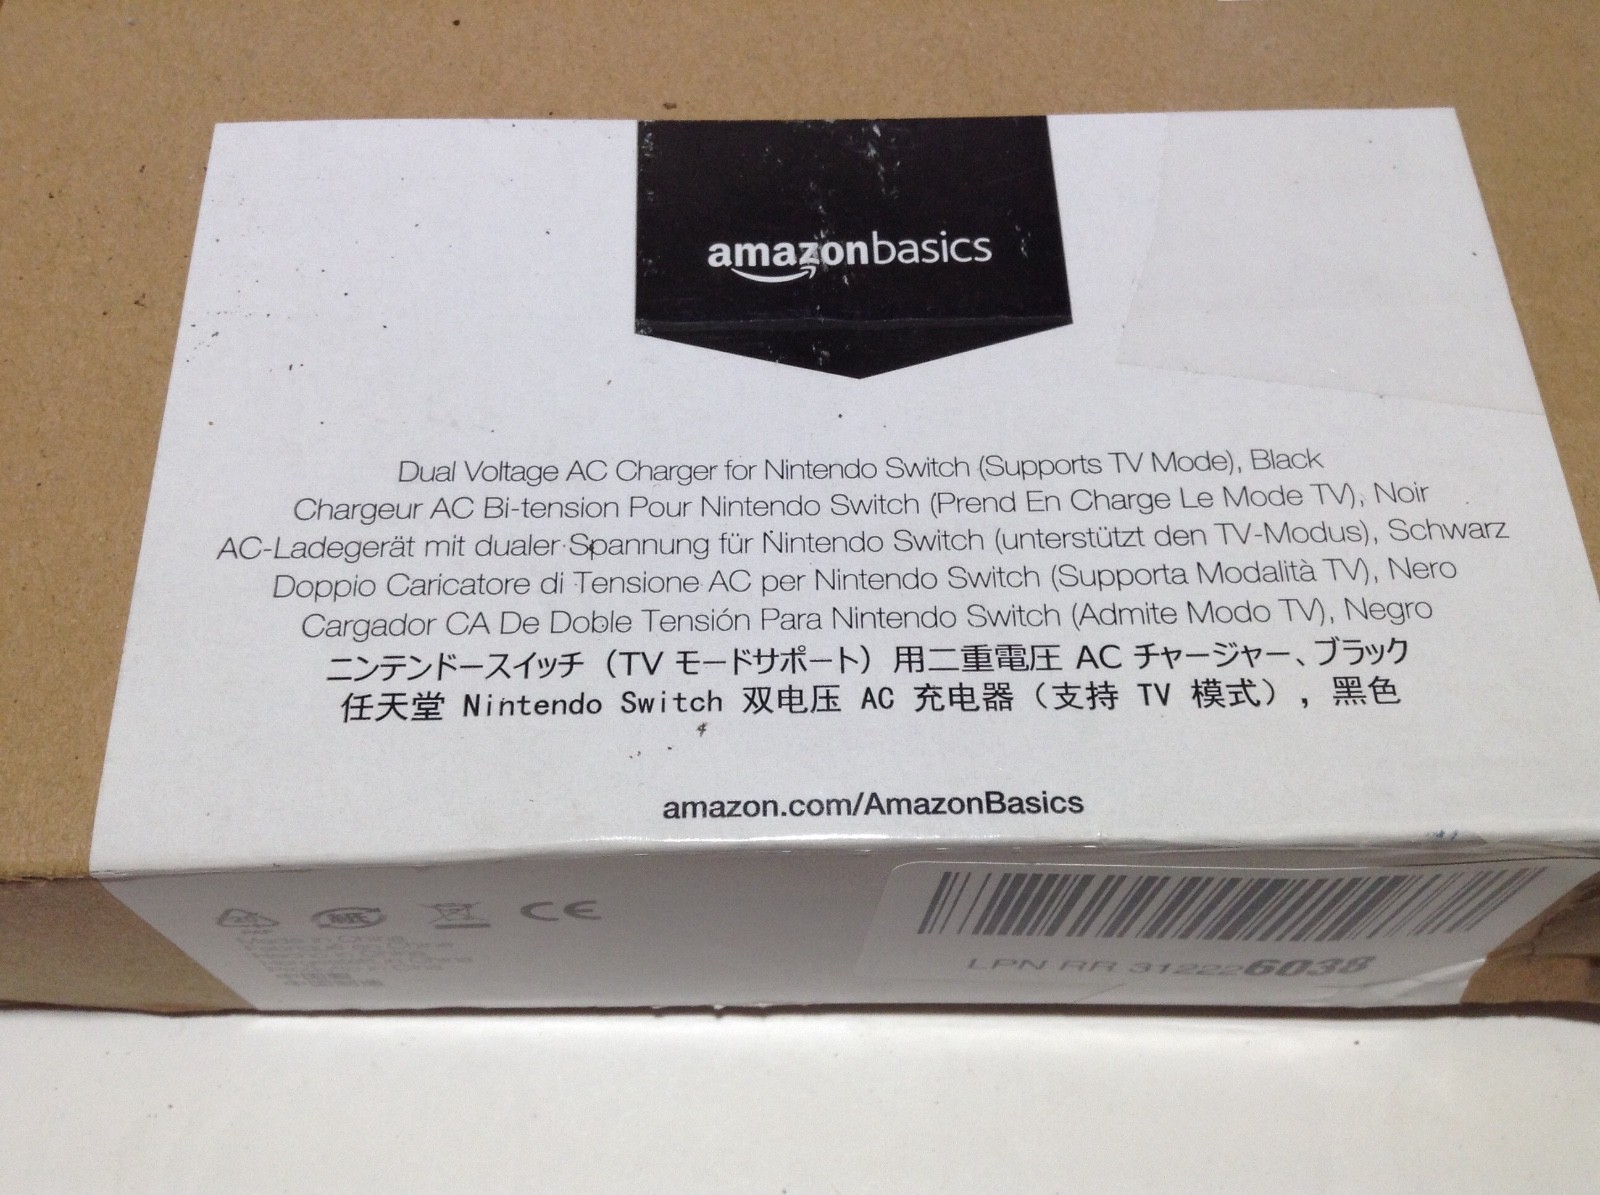 amazonbasics
Dual Voltage AC Charger for Nintendo Switch (Supports TV Mode), Black
Chargeur AC Bi-tension Pour Nintendo Switch (Prend En Charge Le Mode TV), Noir
AC-Ladegerät mit dualer Spannung für Nintendo Switch (unterstützt den TV-Modus), Schwarz
Doppio Caricatore di Tensione AC per Nintendo Switch (Supporta Modalità TV), Nero
Cargador CA De Doble Tensión Para Nintendo Switch (Admite Modo TV), Negro
ニンテンドースイッチ（TV モードサポート）用二重電圧 AC チャージャー、ブラック
任天堂 Nintendo Switch 双电压 AC 充电器（支持 TV 模式），黑色
amazon.com/AmazonBasics
紙 CE
Made in China
LPN RR 3122226038